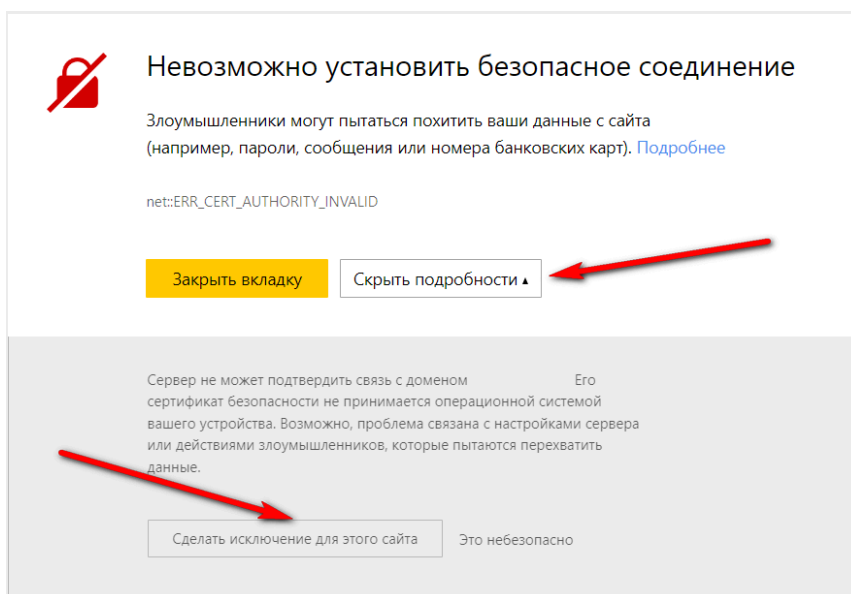 Невозможно установить безопасное соединение
Злоумышленники могут пытаться похитить ваши данные с сайта
(например, пароли, сообщения или номера банковских карт). Подробнее
net::ERR_CERT_AUTHORITY_INVALID
Закрыть вкладку
Скрыть подробности ▴
Сервер не может подтвердить связь с доменом Его
сертификат безопасности не принимается операционной системой
вашего устройства. Возможно, проблема связана с настройками сервера
или действиями злоумышленников, которые пытаются перехватить
данные.
Сделать исключение для этого сайта
Это небезопасно